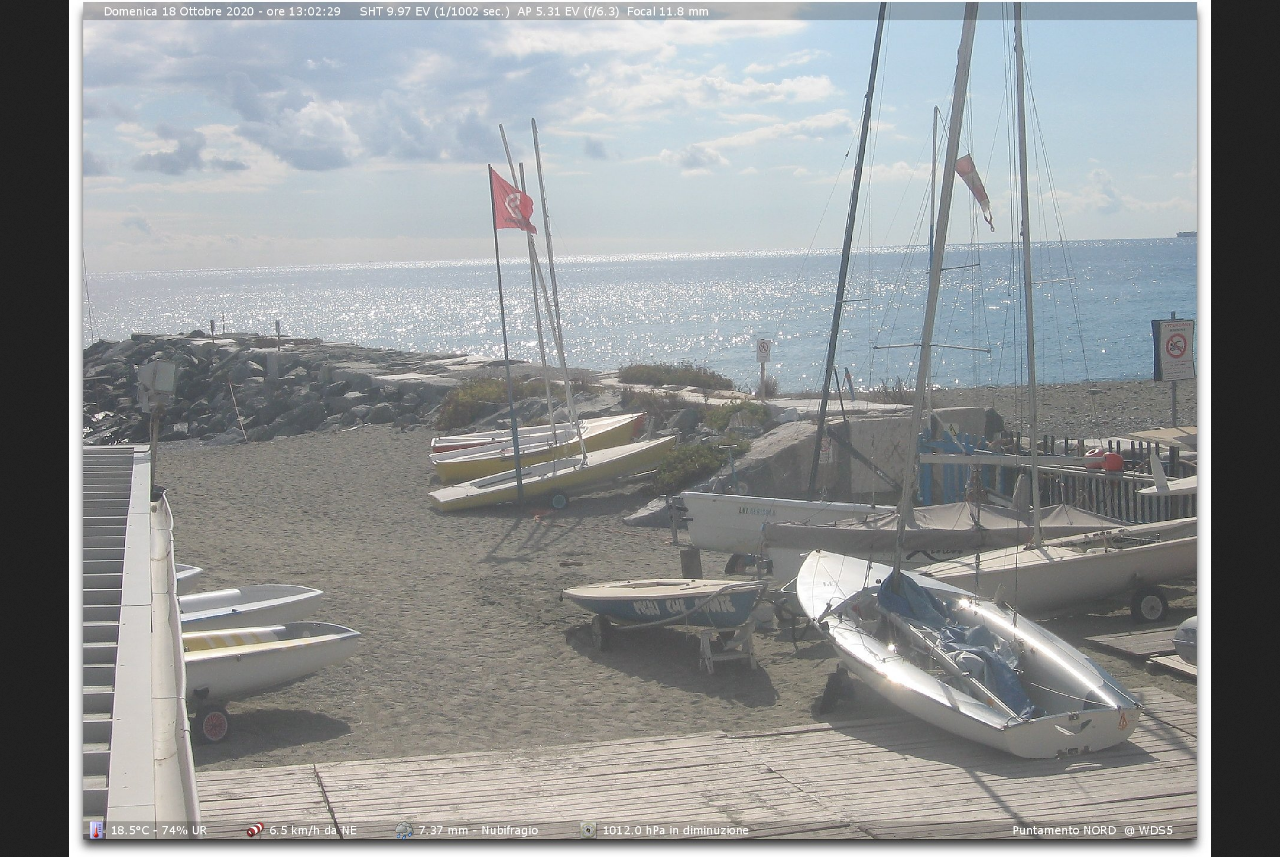 Domenica 18 Ottobre 2020 - ore 13:02:29 SHT 9.97 EV (1/1002 sec.) AP 5.31 EV (f/6.3) Focal 11.8 mm
18.5°C - 74% UR 6.5 km/h da NE 7.37 mm - Nubifragio 1012.0 hPa in diminuzione Puntamento NORD @ WDS5